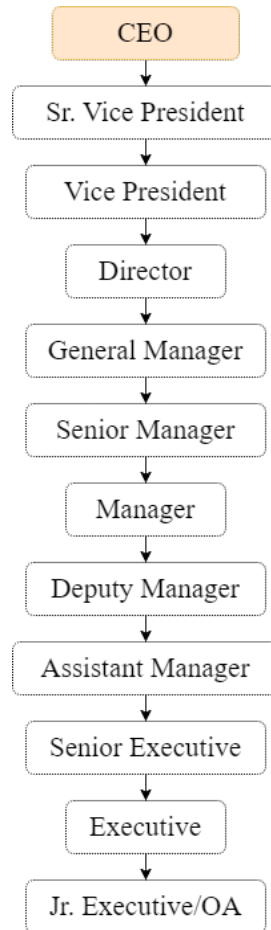 CEO
Sr. Vice President
Vice President
Director
General Manager
Senior Manager
Manager
Deputy Manager
Assistant Manager
Senior Executive
Executive
Jr. Executive/OA